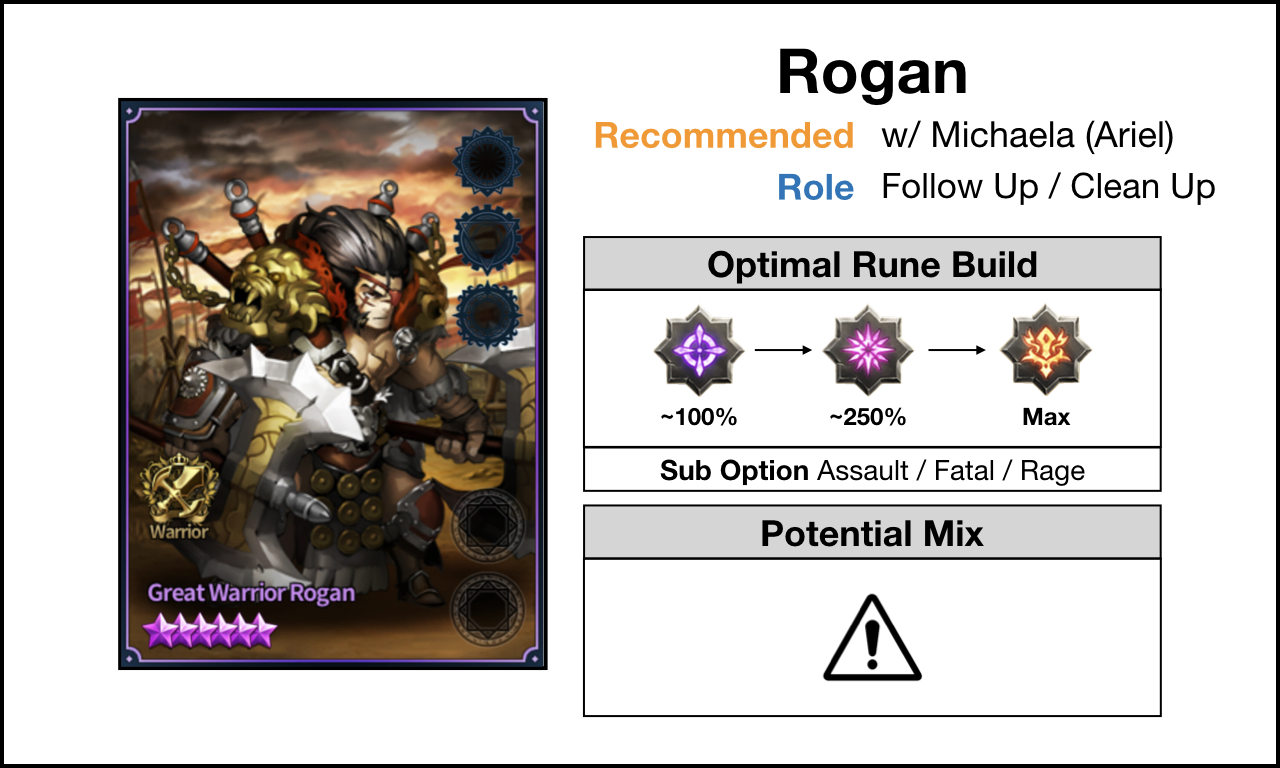 Rogan
Recommended w/ Michaela (Ariel)
Role Follow Up / Clean Up
Optimal Rune Build
~100% ~250% Max
Sub Option Assault / Fatal / Rage
Potential Mix
Warrior
Great Warrior Rogan